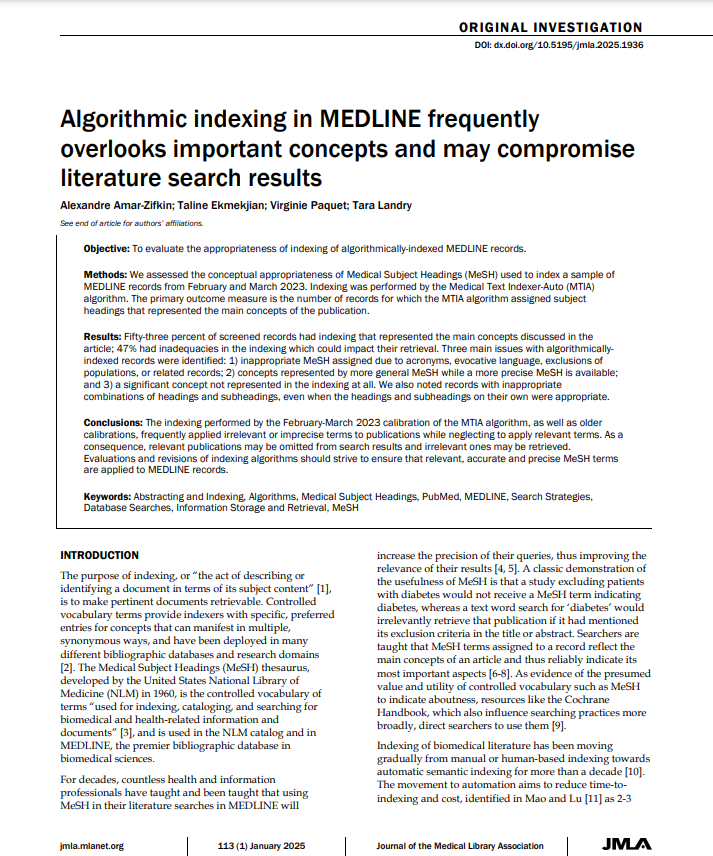 ORIGINAL INVESTIGATION
DOI: dx.doi.org/10.5195/jmla.2025.1936
Algorithmic indexing in MEDLINE frequently
overlooks important concepts and may compromise
literature search results
Alexandre Amar-Zifkin; Taline Ekmekjian; Virginie Paquet; Tara Landry
See end of article for authors' affiliations.
Objective: To evaluate the appropriateness of indexing of algorithmically-indexed MEDLINE records.
Methods: We assessed the conceptual appropriateness of Medical Subject Headings (MeSH) used to index a sample of
MEDLINE records from February and March 2023. Indexing was performed by the Medical Text Indexer-Auto (MTIA)
algorithm. The primary outcome measure is the number of records for which the MTIA algorithm assigned subject
headings that represented the main concepts of the publication.
Results: Fifty-three percent of screened records had indexing that represented the main concepts discussed in the
article; 47% had inadequacies in the indexing which could impact their retrieval. Three main issues with algorithmically-
indexed records were identified: 1) inappropriate MeSH assigned due to acronyms, evocative language, exclusions of
populations, or related records; 2) concepts represented by more general MeSH while a more precise MeSH is available;
and 3) a significant concept not represented in the indexing at all. We also noted records with inappropriate
combinations of headings and subheadings, even when the headings and subheadings on their own were appropriate.
Conclusions: The indexing performed by the February-March 2023 calibration of the MTIA algorithm, as well as older
calibrations, frequently applied irrelevant or imprecise terms to publications while neglecting to apply relevant terms. As a
consequence, relevant publications may be omitted from search results and irrelevant ones may be retrieved.
Evaluations and revisions of indexing algorithms should strive to ensure that relevant, accurate and precise MeSH terms
are applied to MEDLINE records.
Keywords: Abstracting and Indexing, Algorithms, Medical Subject Headings, PubMed, MEDLINE, Search Strategies,
Database Searches, Information Storage and Retrieval, MeSH
INTRODUCTION
The purpose of indexing, or "the act of describing or
identifying a document in terms of its subject content" [1],
is to make pertinent documents retrievable. Controlled
vocabulary terms provide indexers with specific, preferred
entries for concepts that can manifest in multiple,
synonymous ways, and have been deployed in many
different bibliographic databases and research domains
[2]. The Medical Subject Headings (MeSH) thesaurus,
developed by the United States National Library of
Medicine (NLM) in 1960, is the controlled vocabulary of
terms "used for indexing, cataloging, and searching for
biomedical and health-related information and
documents" [3], and is used in the NLM catalog and in
MEDLINE, the premier bibliographic database in
biomedical sciences.
For decades, countless health and information
professionals have taught and been taught that using
MeSH in their literature searches in MEDLINE will
increase the precision of their queries, thus improving the
relevance of their results [4, 5]. A classic demonstration of
the usefulness of MeSH is that a study excluding patients
with diabetes would not receive a MeSH term indicating
diabetes, whereas a text word search for 'diabetes' would
irrelevantly retrieve that publication if it had mentioned
its exclusion criteria in the title or abstract. Searchers are
taught that MeSH terms assigned to a record reflect the
main concepts of an article and thus reliably indicate its
most important aspects [6-8]. As evidence of the presumed
value and utility of controlled vocabulary such as MeSH
to indicate aboutness, resources like the Cochrane
Handbook, which also influence searching practices more
broadly, direct searchers to use them [9].
Indexing of biomedical literature has been moving
gradually from manual or human-based indexing towards
automatic semantic indexing for more than a decade [10].
The movement to automation aims to reduce time-to-
indexing and cost, identified in Mao and Lu [11] as 2-3
jmla.mlanet.org
113 (1) January 2025
Journal of the Medical Library Association
JMLA